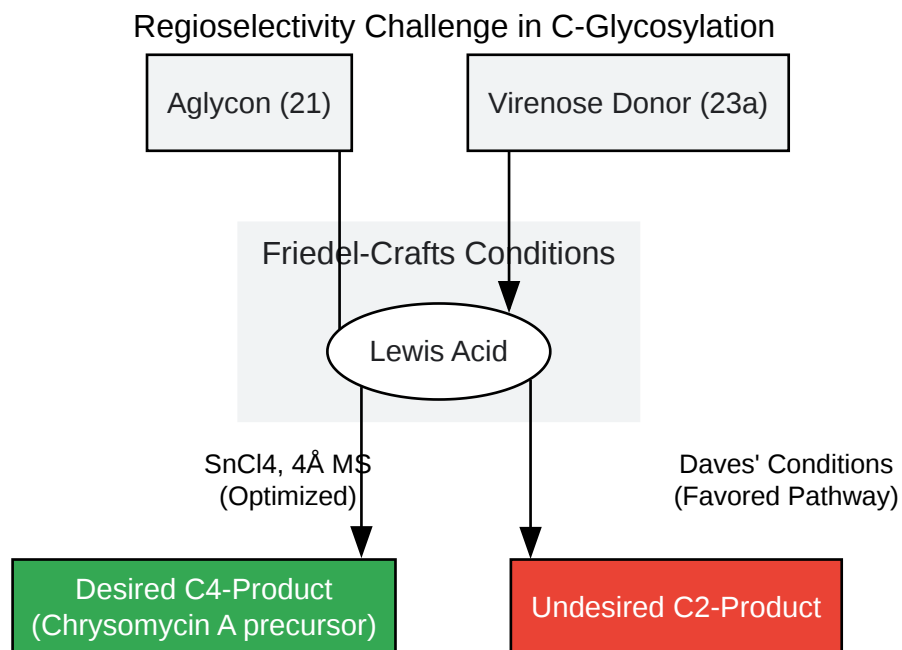 Regioselectivity Challenge in C-Glycosylation
Aglycon (21)
Virenose Donor (23a)
Friedel-Crafts Conditions
Lewis Acid
SnCl4, 4Å MS
(Optimized)
Daves' Conditions
(Favored Pathway)
Desired C4-Product
(Chrysomycin A precursor)
Undesired C2-Product